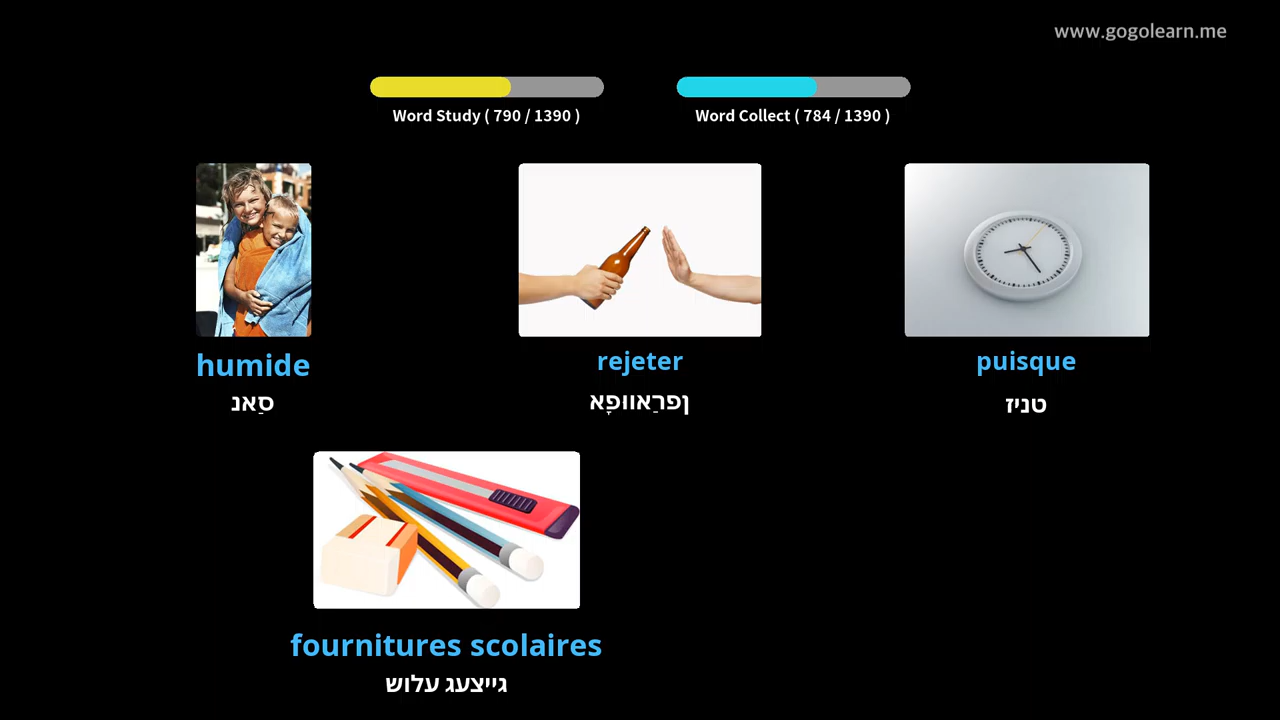 www.gogolearn.me
Word Study ( 790 / 1390 )
Word Collect ( 784 / 1390 )
humide
סַאנ
rejeter
ןפרַאווּפָא
puisque
טניז
fournitures scolaires
גייצעג עלוש